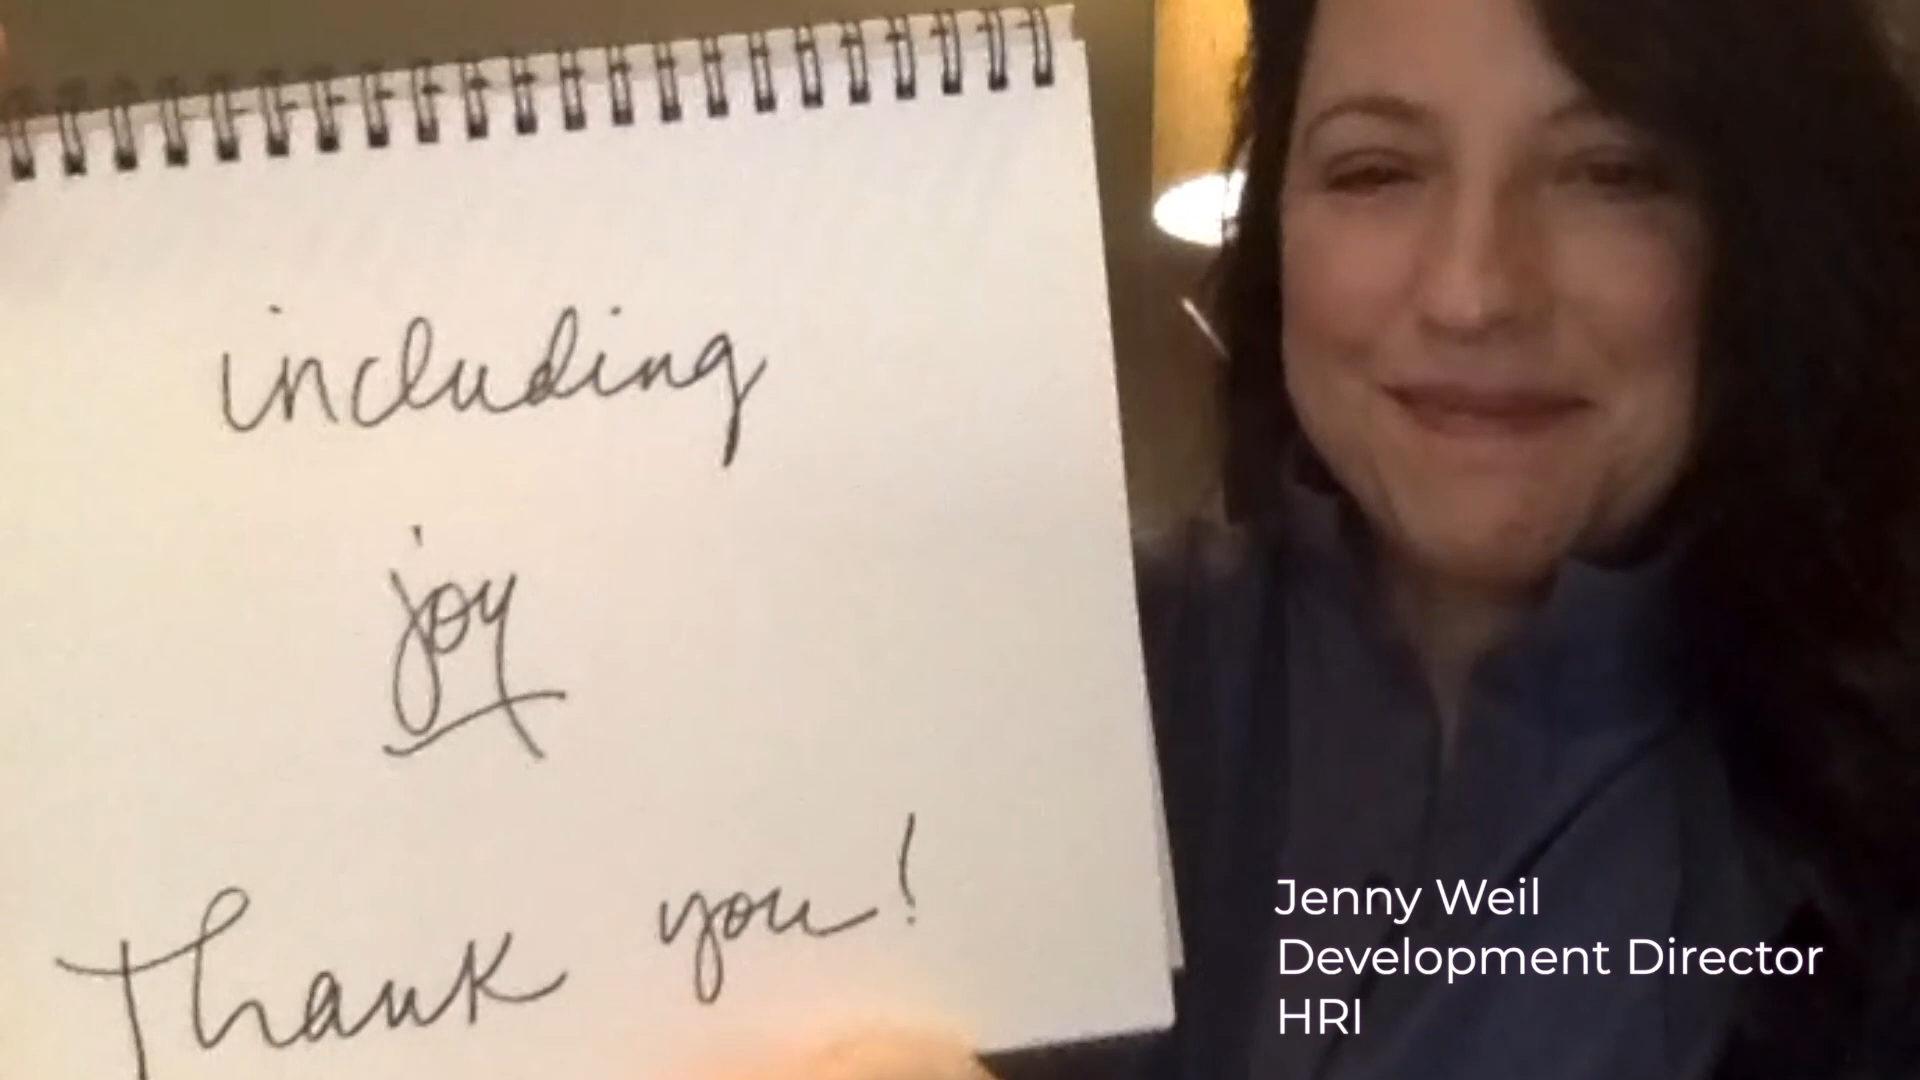 including
joy
Thank you!
Jenny Weil
Development Director
HRI